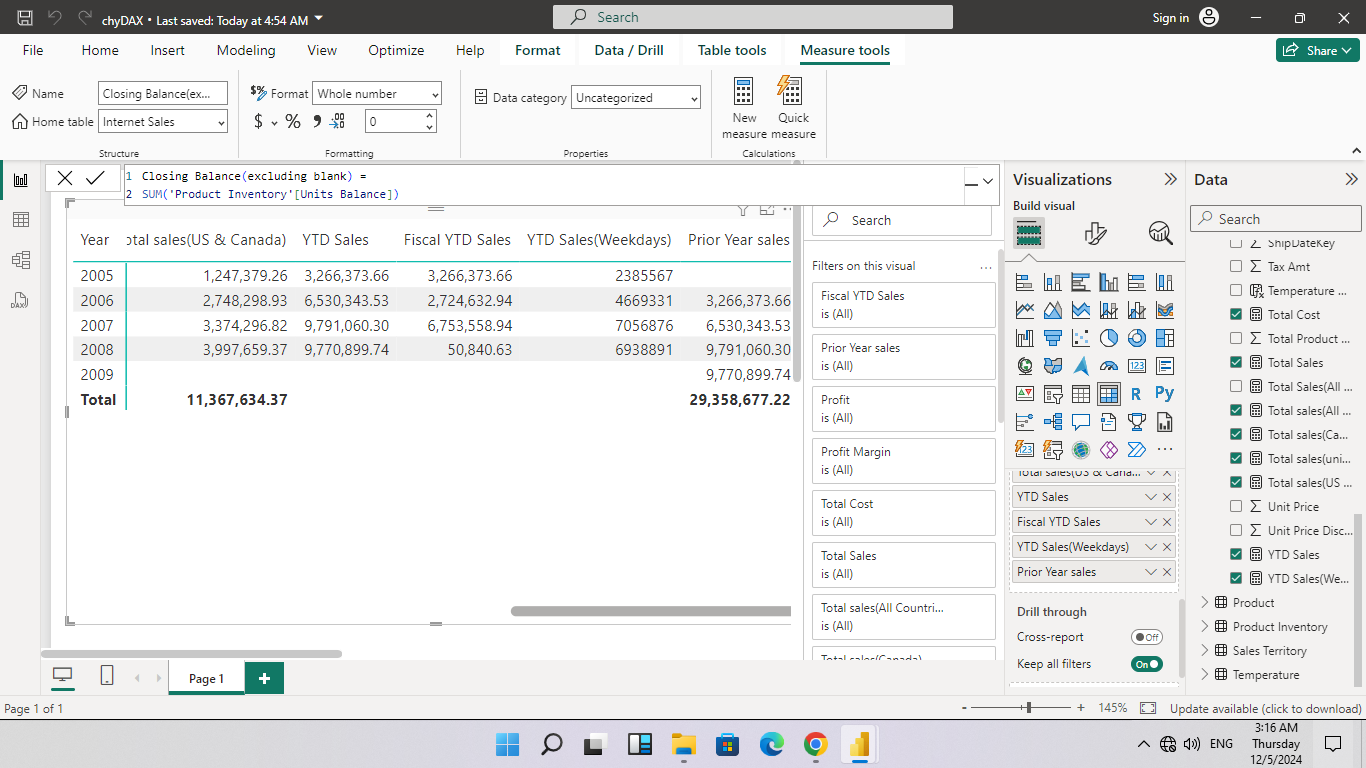 chyDAX • Last saved: Today at 4:54 AM
Search
Sign in
File
Home
Insert
Modeling
View
Optimize
Help
Format
Data / Drill
Table tools
Measure tools
Share
Name
Closing Balance(ex...
Home table
Internet Sales
Structure
$% Format
Whole number
$
%
0
Formatting
Data category
Uncategorized
Properties
New measure
Quick measure
Calculations
1 Closing Balance(excluding blank) =
2 SUM('Product Inventory'[Units Balance])
Year otal sales(US & Canada) YTD Sales Fiscal YTD Sales YTD Sales(Weekdays) Prior Year sales
2005 1,247,379.26 3,266,373.66 3,266,373.66 2385567
2006 2,748,298.93 6,530,343.53 2,724,632.94 4669331 3,266,373.66
2007 3,374,296.82 9,791,060.30 6,753,558.94 7056876 6,530,343.53
2008 3,997,659.37 9,770,899.74 50,840.63 6938891 9,791,060.30
2009 9,770,899.74
Total 11,367,634.37 29,358,677.22
Search
Filters on this visual
...
Fiscal YTD Sales
is (All)
Prior Year sales
is (All)
Profit
is (All)
Profit Margin
is (All)
Total Cost
is (All)
Total Sales
is (All)
Total sales(All Countri...
is (All)
Total sales(Canada)
Visualizations
Build visual
123
R
Py
123
...
Total sales(US & Cana...
YTD Sales
Fiscal YTD Sales
YTD Sales(Weekdays)
Prior Year sales
Drill through
Cross-report
Off
Keep all filters
On
Data
Search
ShipDateKey
Tax Amt
Temperature ...
Total Cost
Total Product ...
Total Sales
Total Sales(All ...
Total sales(All ...
Total sales(Ca...
Total sales(uni...
Total sales(US ...
Unit Price
Unit Price Disc...
YTD Sales
YTD Sales(We...
Product
Product Inventory
Sales Territory
Temperature
Page 1
+
Page 1 of 1
- + 145%
Update available (click to download)
ENG
3:16 AM
Thursday
12/5/2024